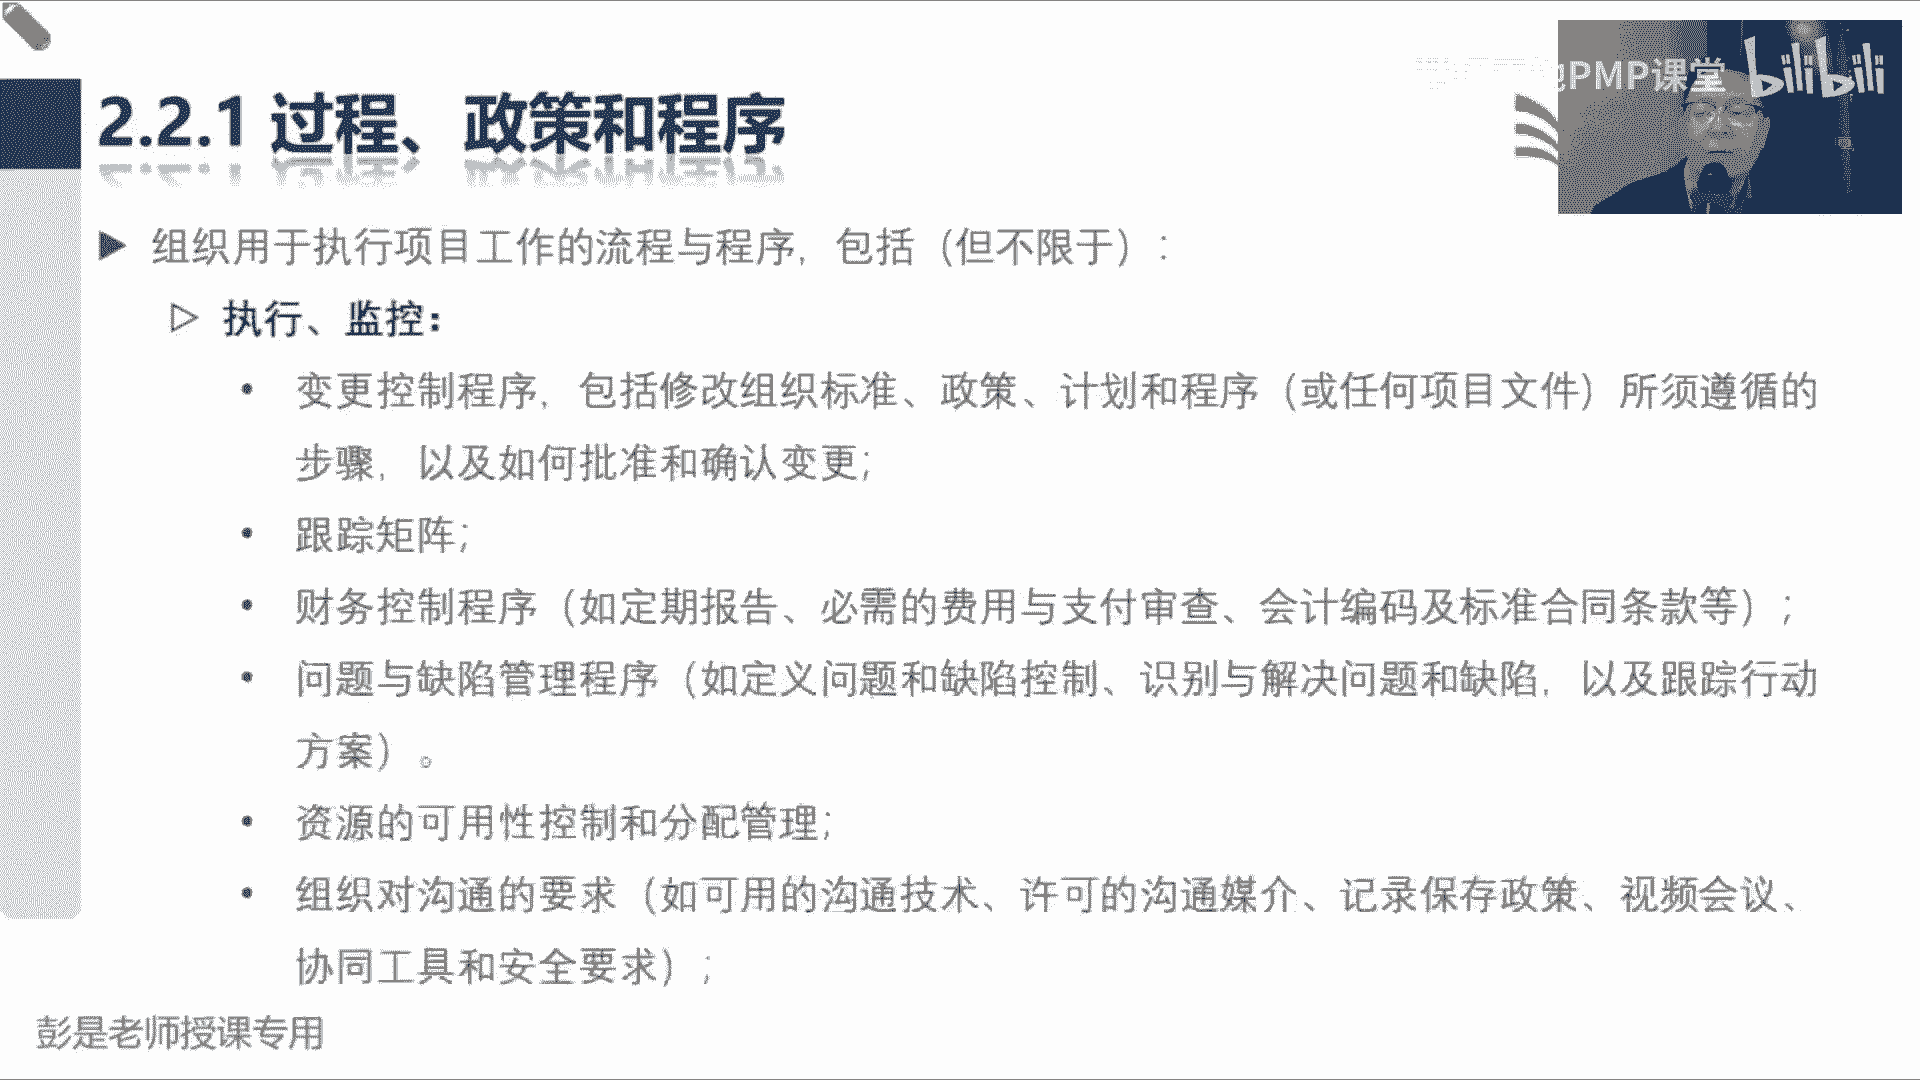 PMP课堂 bilibili
2.2.1 过程、政策和程序
组织用于执行项目工作的流程与程序，包括（但不限于）：
执行、监控：
• 变更控制程序，包括修改组织标准、政策、计划和程序（或任何项目文件）所须遵循的
步骤，以及如何批准和确认变更；
• 跟踪矩阵；
• 财务控制程序（如定期报告、必需的费用与支付审查、会计编码及标准合同条款等）；
• 问题与缺陷管理程序（如定义问题和缺陷控制、识别与解决问题和缺陷，以及跟踪行动
方案）。
• 资源的可用性控制和分配管理；
• 组织对沟通的要求（如可用的沟通技术、许可的沟通媒介、记录保存政策、视频会议、
协同工具和安全要求）；
彭是老师授课专用